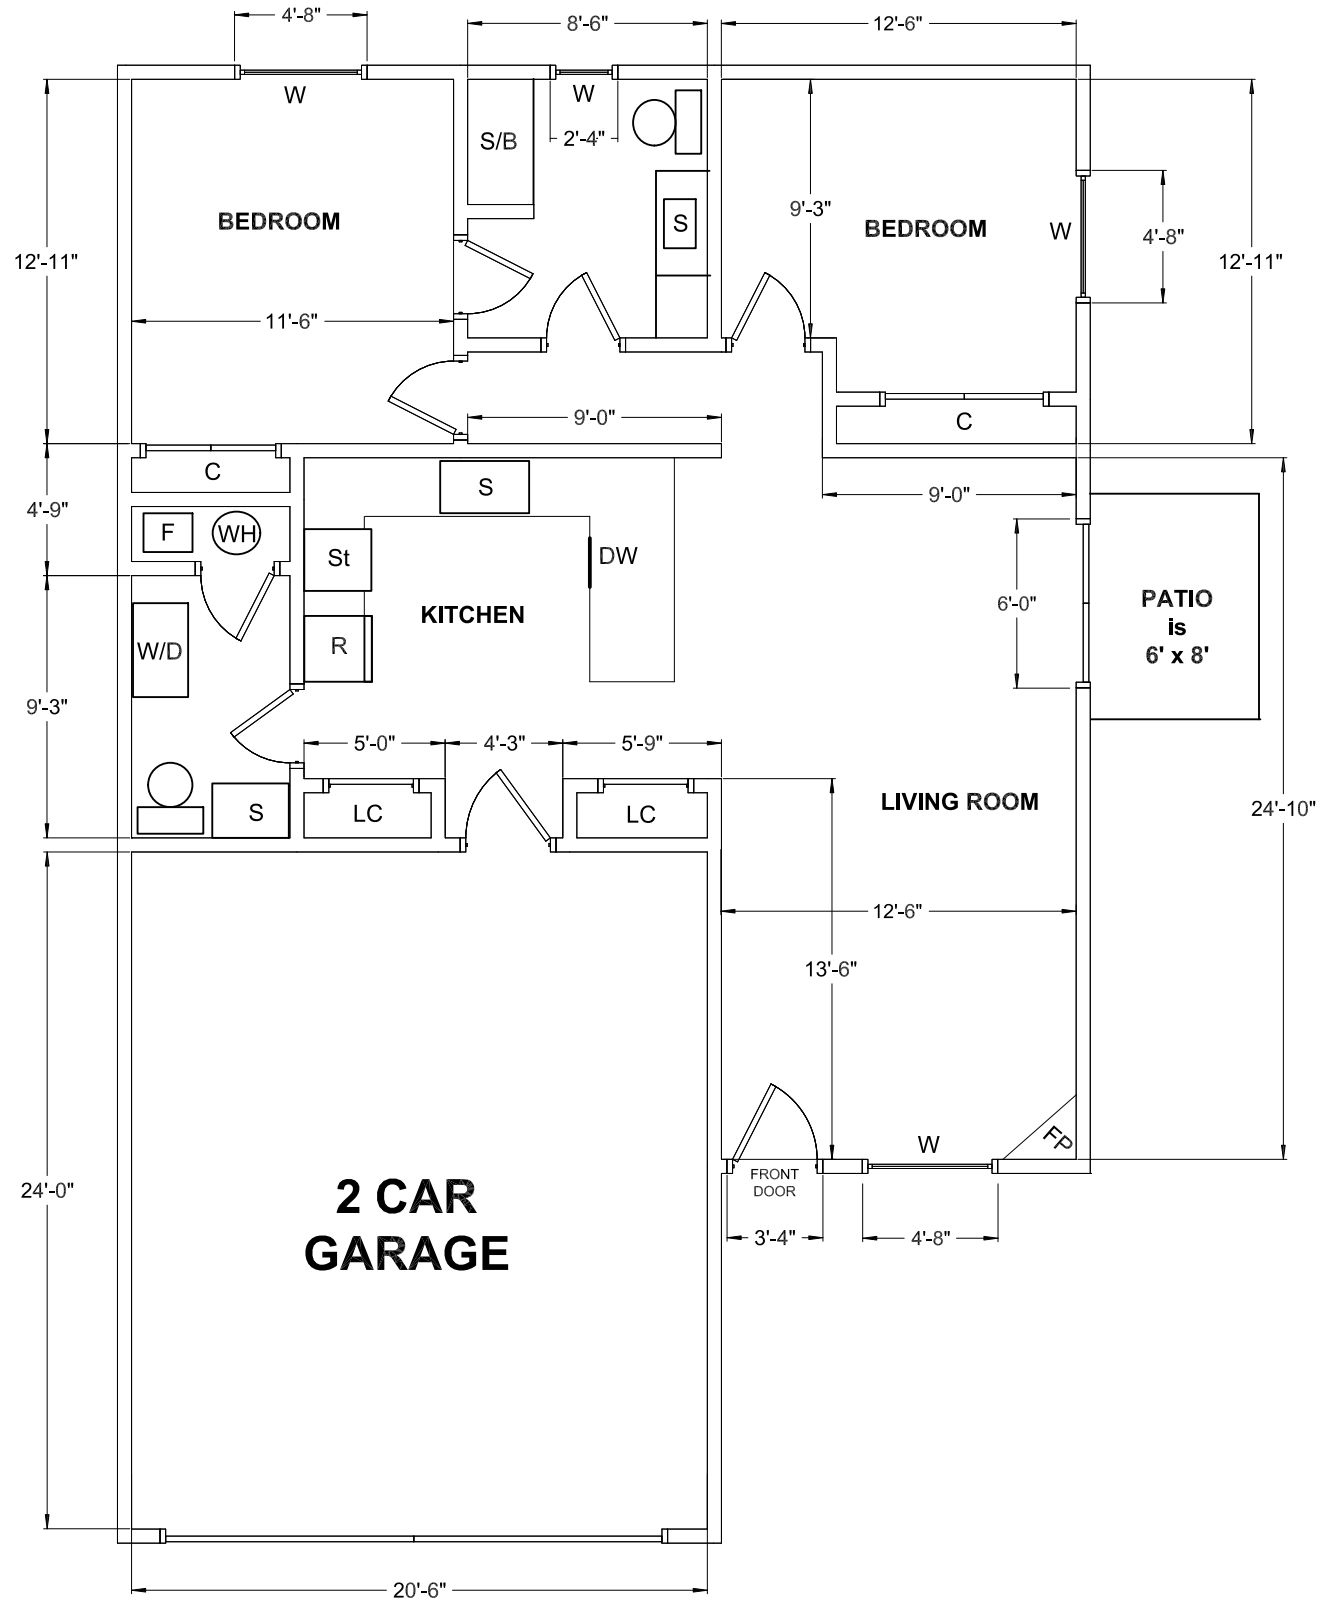 4'-8"
8'-6"
12'-6"
W
W
2'-4"
S/B
S
BEDROOM
9'-3"
BEDROOM
W
4'-8"
12'-11"
12'-11"
11'-6"
9'-0"
C
C
S
9'-0"
4'-9"
F
WH
St
DW
6'-0"
PATIO
is
6' x 8'
KITCHEN
W/D
R
9'-3"
5'-0"
4'-3"
5'-9"
LIVING ROOM
24'-10"
S
LC
LC
12'-6"
13'-6"
FP
W
FRONT
DOOR
24'-0"
2 CAR
GARAGE
3'-4"
4'-8"
20'-6"